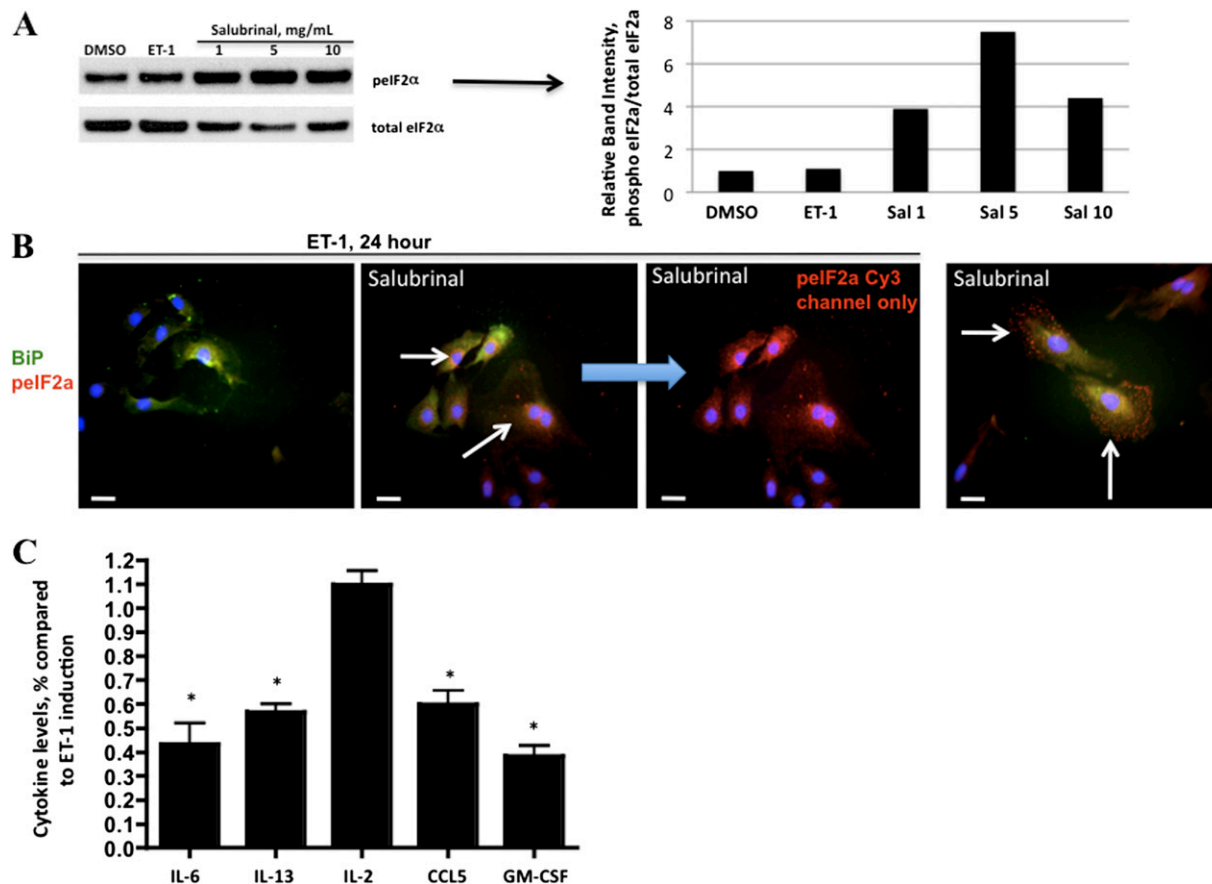 A
Salubrinal, mg/mL
DMSO ET-1 1 5 10
peIF2α
total eIF2α
Relative Band Intensity,
phospho eIF2a/total eIF2a
8
6
4
2
0
DMSO ET-1 Sal 1 Sal 5 Sal 10
ET-1, 24 hour
B
BiP
peIF2a
Salubrinal
Salubrinal
peIF2a Cy3
channel only
Salubrinal
C
Cytokine levels, % compared
to ET-1 induction
1.2
1.1
1.0
0.9
0.8
0.7
0.6
0.5
0.4
0.3
0.2
0.1
0.0
* * * *
IL-6 IL-13 IL-2 CCL5 GM-CSF